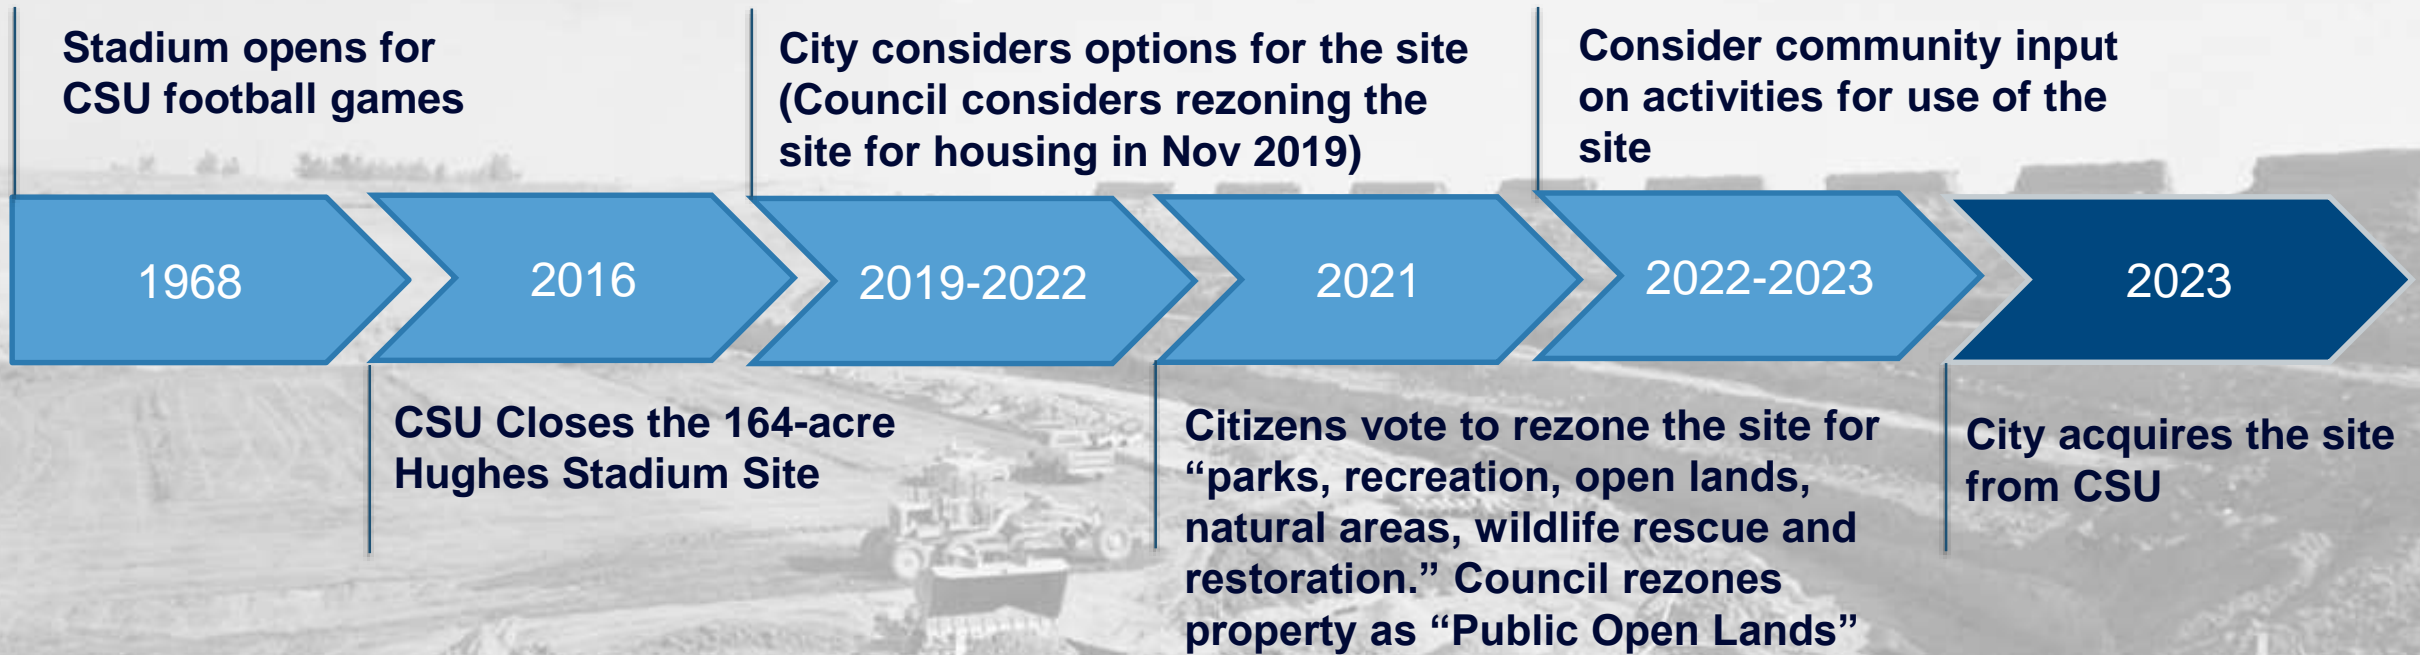 Stadium opens for
CSU football games
City considers options for the site
(Council considers rezoning the
site for housing in Nov 2019)
Consider community input
on activities for use of the
site
1968
2016
2019-2022
2021
2022-2023
2023
CSU Closes the 164-acre
Hughes Stadium Site
Citizens vote to rezone the site for
“parks, recreation, open lands,
natural areas, wildlife rescue and
restoration.” Council rezones
property as “Public Open Lands”
City acquires the site
from CSU